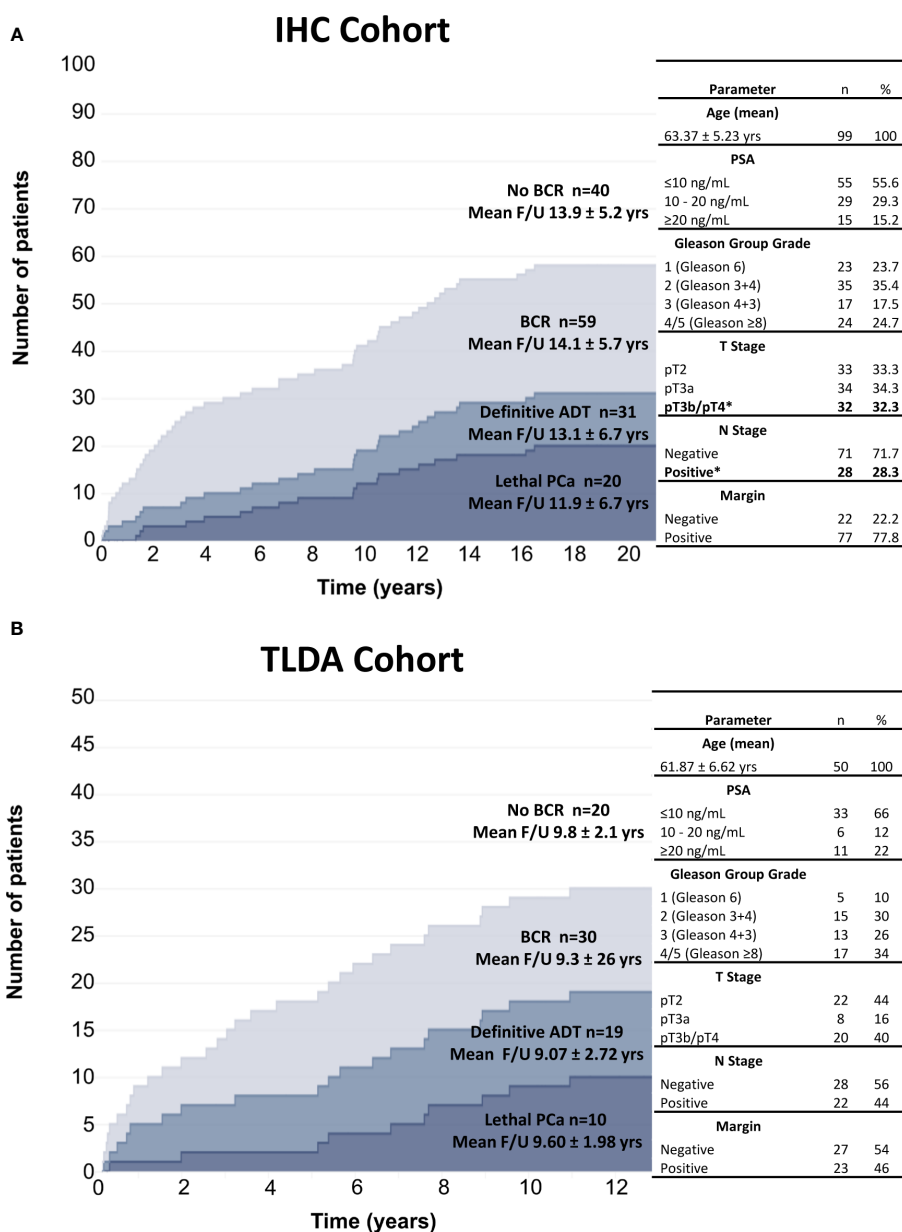 A
IHC Cohort
Number of patients
100
90
80
70
60
50
40
30
20
10
0
No BCR n=40
Mean F/U 13.9 ± 5.2 yrs
BCR n=59
Mean F/U 14.1 ± 5.7 yrs
Definitive ADT n=31
Mean F/U 13.1 ± 6.7 yrs
Lethal PCa n=20
Mean F/U 11.9 ± 6.7 yrs
0 2 4 6 8 10 12 14 16 18 20
Time (years)
Parameter n %
Age (mean)
63.37 ± 5.23 yrs 99 100
PSA
≤10 ng/mL 55 55.6
10 - 20 ng/mL 29 29.3
≥20 ng/mL 15 15.2
Gleason Group Grade
1 (Gleason 6) 23 23.7
2 (Gleason 3+4) 35 35.4
3 (Gleason 4+3) 17 17.5
4/5 (Gleason ≥8) 24 24.7
T Stage
pT2 33 33.3
pT3a 34 34.3
pT3b/pT4* 32 32.3
N Stage
Negative 71 71.7
Positive* 28 28.3
Margin
Negative 22 22.2
Positive 77 77.8
B
TLDA Cohort
Number of patients
50
45
40
35
30
25
20
15
10
5
0
No BCR n=20
Mean F/U 9.8 ± 2.1 yrs
BCR n=30
Mean F/U 9.3 ± 26 yrs
Definitive ADT n=19
Mean F/U 9.07 ± 2.72 yrs
Lethal PCa n=10
Mean F/U 9.60 ± 1.98 yrs
0 2 4 6 8 10 12
Time (years)
Parameter n %
Age (mean)
61.87 ± 6.62 yrs 50 100
PSA
≤10 ng/mL 33 66
10 - 20 ng/mL 6 12
≥20 ng/mL 11 22
Gleason Group Grade
1 (Gleason 6) 5 10
2 (Gleason 3+4) 15 30
3 (Gleason 4+3) 13 26
4/5 (Gleason ≥8) 17 34
T Stage
pT2 22 44
pT3a 8 16
pT3b/pT4 20 40
N Stage
Negative 28 56
Positive 22 44
Margin
Negative 27 54
Positive 23 46